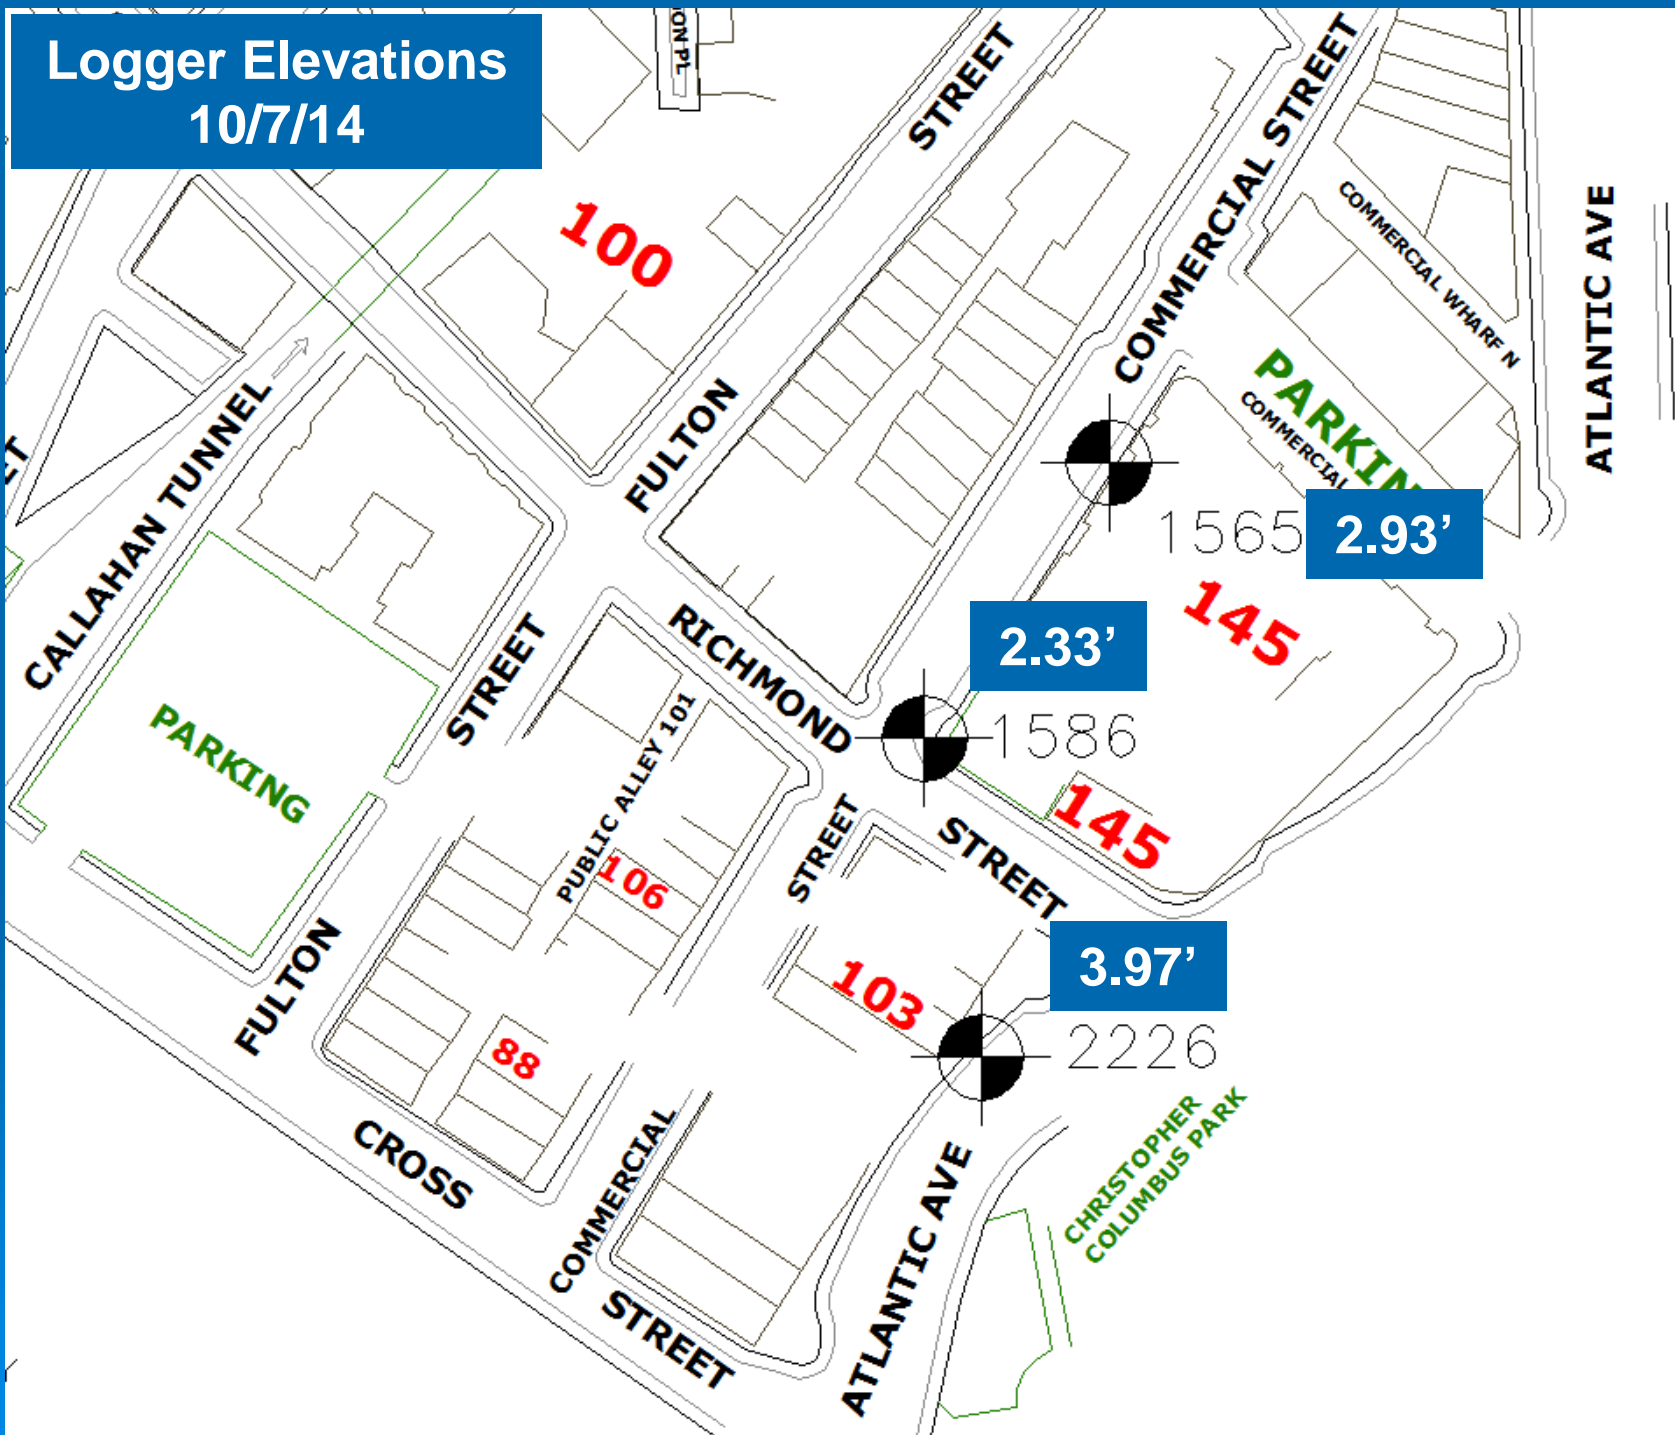 Logger Elevations
10/7/14
STREET
COMMERCIAL STREET
100
COMMERCIAL WHARF N
ATLANTIC AVE
PARKIN
COMMERCIAL
FULTON
CALLAHAN TUNNEL
1565
2.93’
145
RICHMOND
2.33’
1586
STREET
PARKING
PUBLIC ALLEY 101
145
STREET
STREET
106
3.97’
FULTON
103
2226
88
CROSS
COMMERCIAL
STREET
ATLANTIC AVE
CHRISTOPHER
COLUMBUS PARK